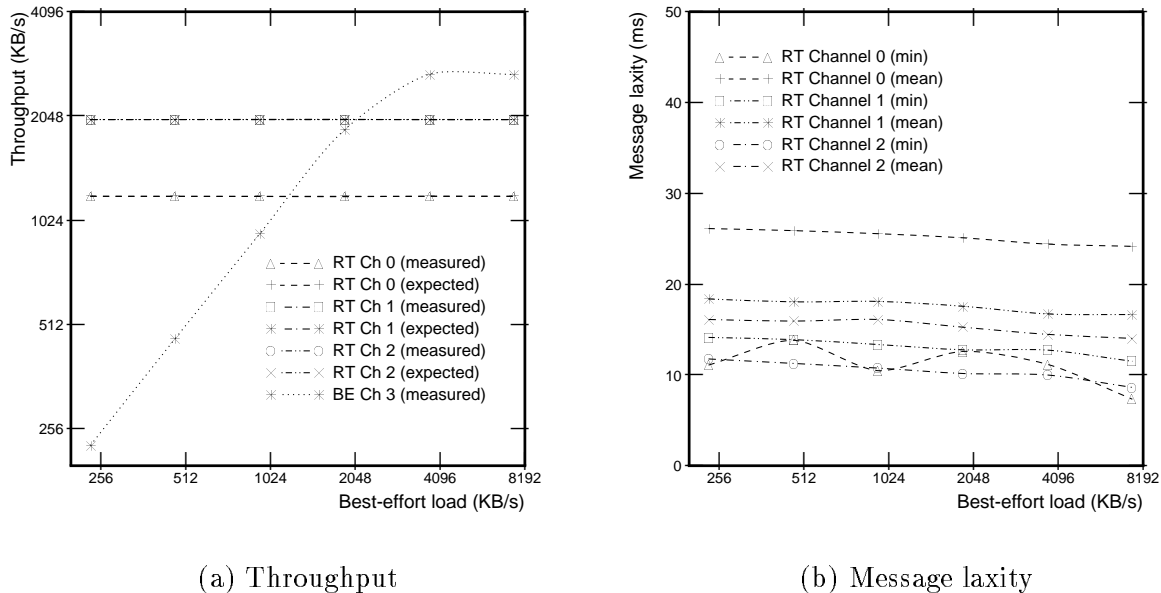 4096
2048
1024
512
256
Throughput (KB/s)
RT Ch 0 (measured)
RT Ch 0 (expected)
RT Ch 1 (measured)
RT Ch 1 (expected)
RT Ch 2 (measured)
RT Ch 2 (expected)
BE Ch 3 (measured)
256 512 1024 2048 4096 8192
Best-effort load (KB/s)
(a) Throughput
50
40
30
20
10
0
Message laxity (ms)
RT Channel 0 (min)
RT Channel 0 (mean)
RT Channel 1 (min)
RT Channel 1 (mean)
RT Channel 2 (min)
RT Channel 2 (mean)
256 512 1024 2048 4096 8192
Best-effort load (KB/s)
(b) Message laxity